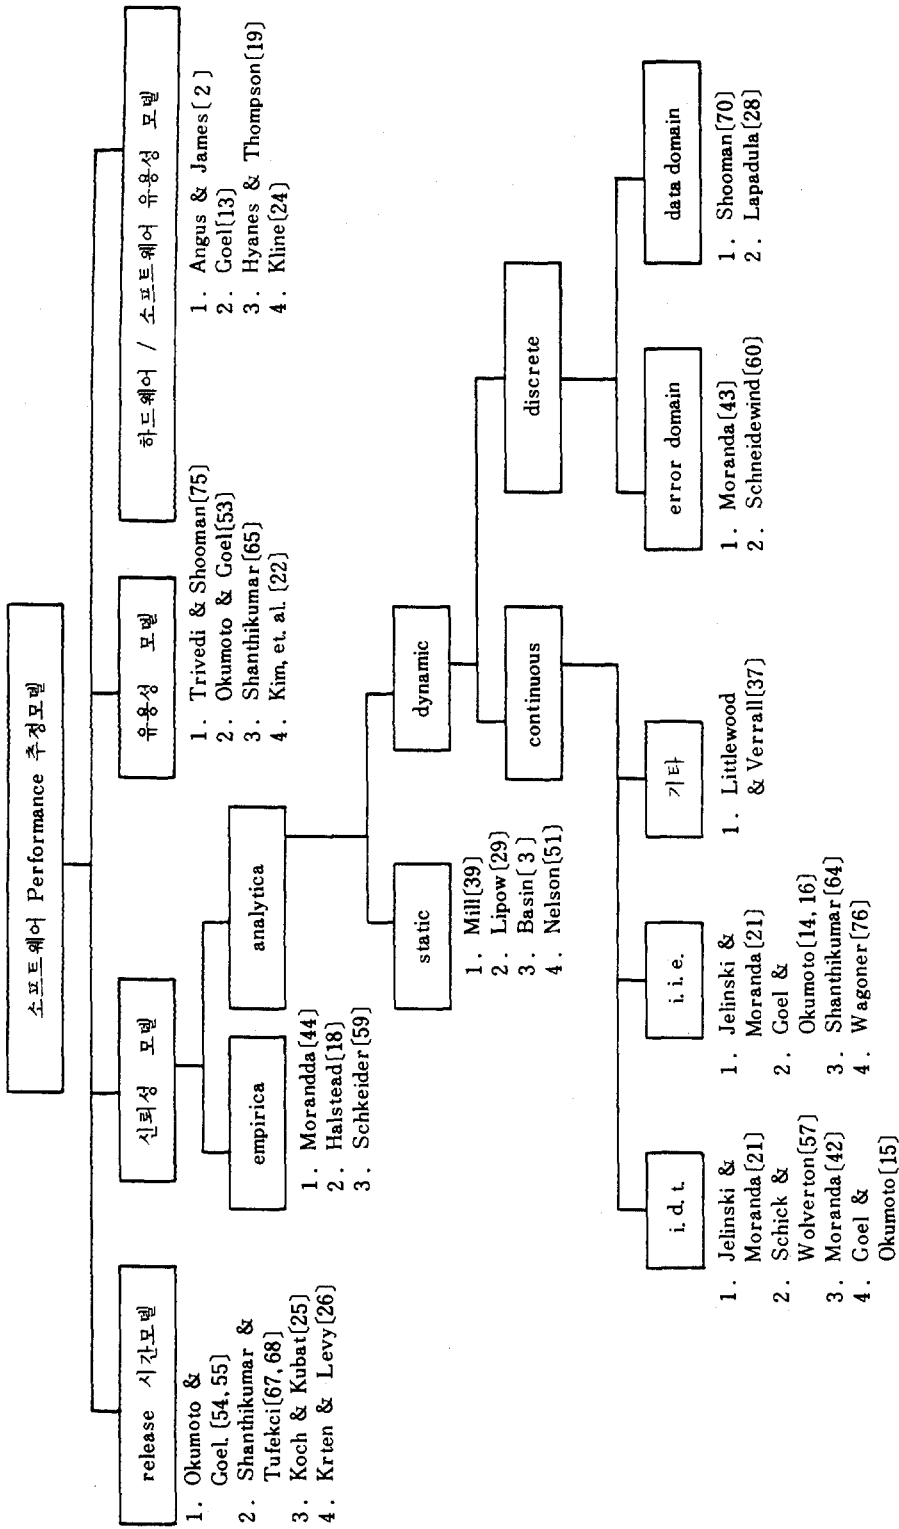 소프트웨어 Performance 추정모델
release 시간모델
1. Okumoto &
Goel. [54, 55]
2. Shanthikumar &
Tufekci[67, 68]
3. Koch & Kubat[25]
4. Krten & Levy[26]
신뢰성 모델
empirica
1. Morandda[44]
2. Halstead[18]
3. Schkeider[59]
analytica
static
1. Mill[39]
2. Lipow[29]
3. Basin[ 3 ]
4. Nelson[51]
dynamic
continuous
i. d. t.
1. Jelinski &
Moranda[21]
2. Schick &
Wolverton[57]
3. Moranda[42]
4. Goel &
Okumoto[15]
i. i. e.
1. Jelinski &
Moranda[21]
2. Goel &
Okumoto[14, 16]
3. Shanthikumar[64]
4. Wagoner[76]
기타
1. Littlewood
& Verrall[37]
discrete
error domain
1. Moranda[43]
2. Schneidewind[60]
data domain
1. Shooman[70]
2. Lapadula[28]
유용성 모델
1. Trivedi & Shooman[75]
2. Okumoto & Goel[53]
3. Shanthikumar[65]
4. Kim, et. al. [22]
하드웨어 / 소프트웨어 유용성 모델
1. Angus & James[ 2 ]
2. Goel[13]
3. Hyanes & Thompson[19]
4. Kline[24]